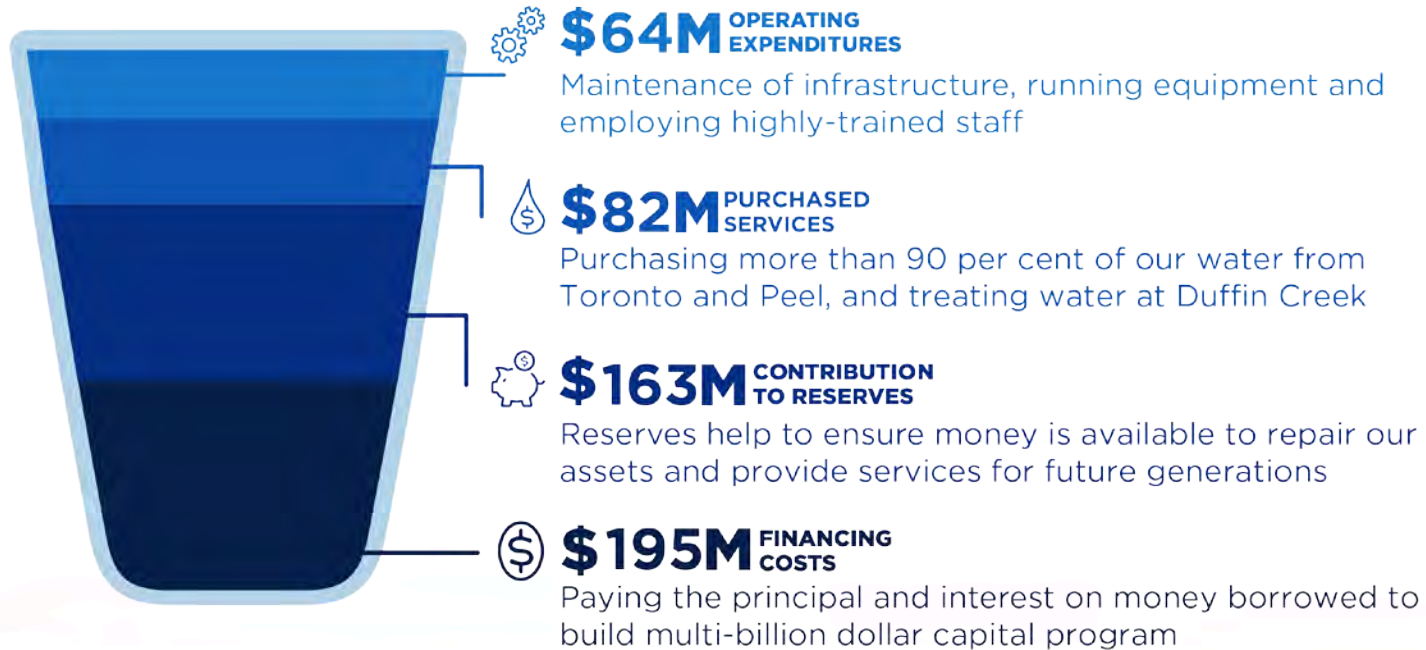 $64M OPERATING
EXPENDITURES
Maintenance of infrastructure, running equipment and
employing highly-trained staff
$
$82M PURCHASED
SERVICES
Purchasing more than 90 per cent of our water from
Toronto and Peel, and treating water at Duffin Creek
$
$163M CONTRIBUTION
TO RESERVES
Reserves help to ensure money is available to repair our
assets and provide services for future generations
$
$195M FINANCING
COSTS
Paying the principal and interest on money borrowed to
build multi-billion dollar capital program